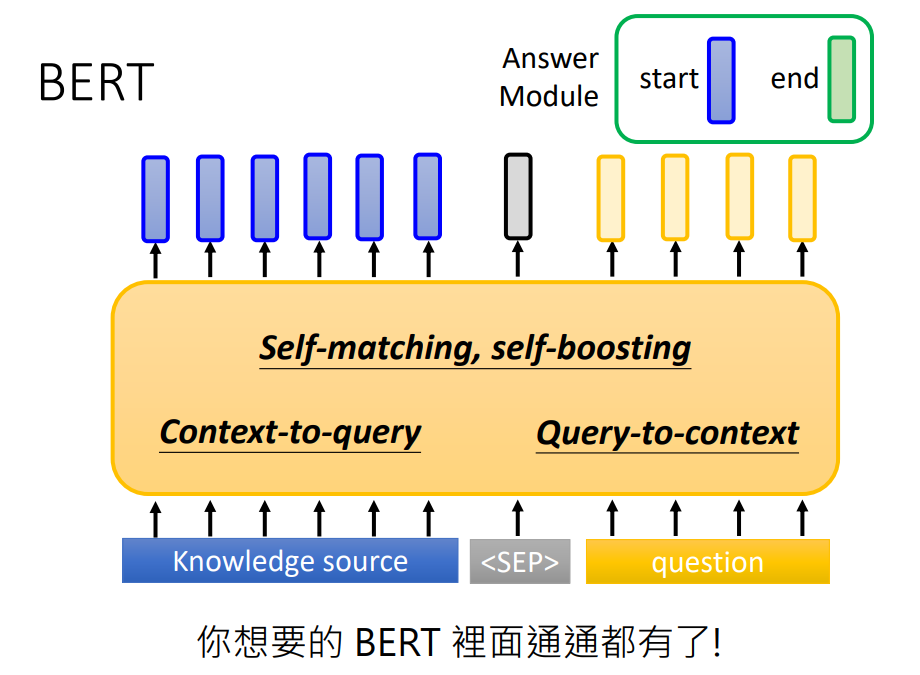 BERT
Answer
Module
start
end
Self-matching, self-boosting
Context-to-query
Query-to-context
Knowledge source
<SEP>
question
你想要的 BERT 裡面通通都有了!